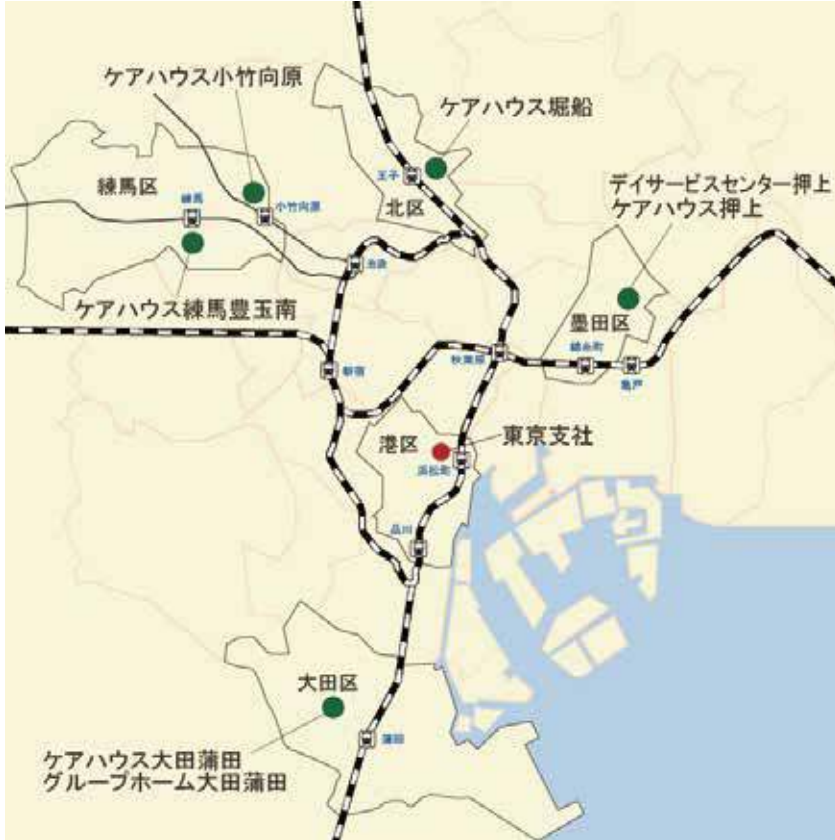 ケアハウス小竹向原
ケアハウス堀船
王子
デイサービスセンター押上
ケアハウス押上
練馬区
練馬
小竹向原
北区
池袋
ケアハウス練馬豊玉南
墨田区
新宿
秋葉原
錦糸町
亀戸
港区
東京支社
浜松町
品川
大田区
蒲田
ケアハウス大田蒲田
グループホーム大田蒲田